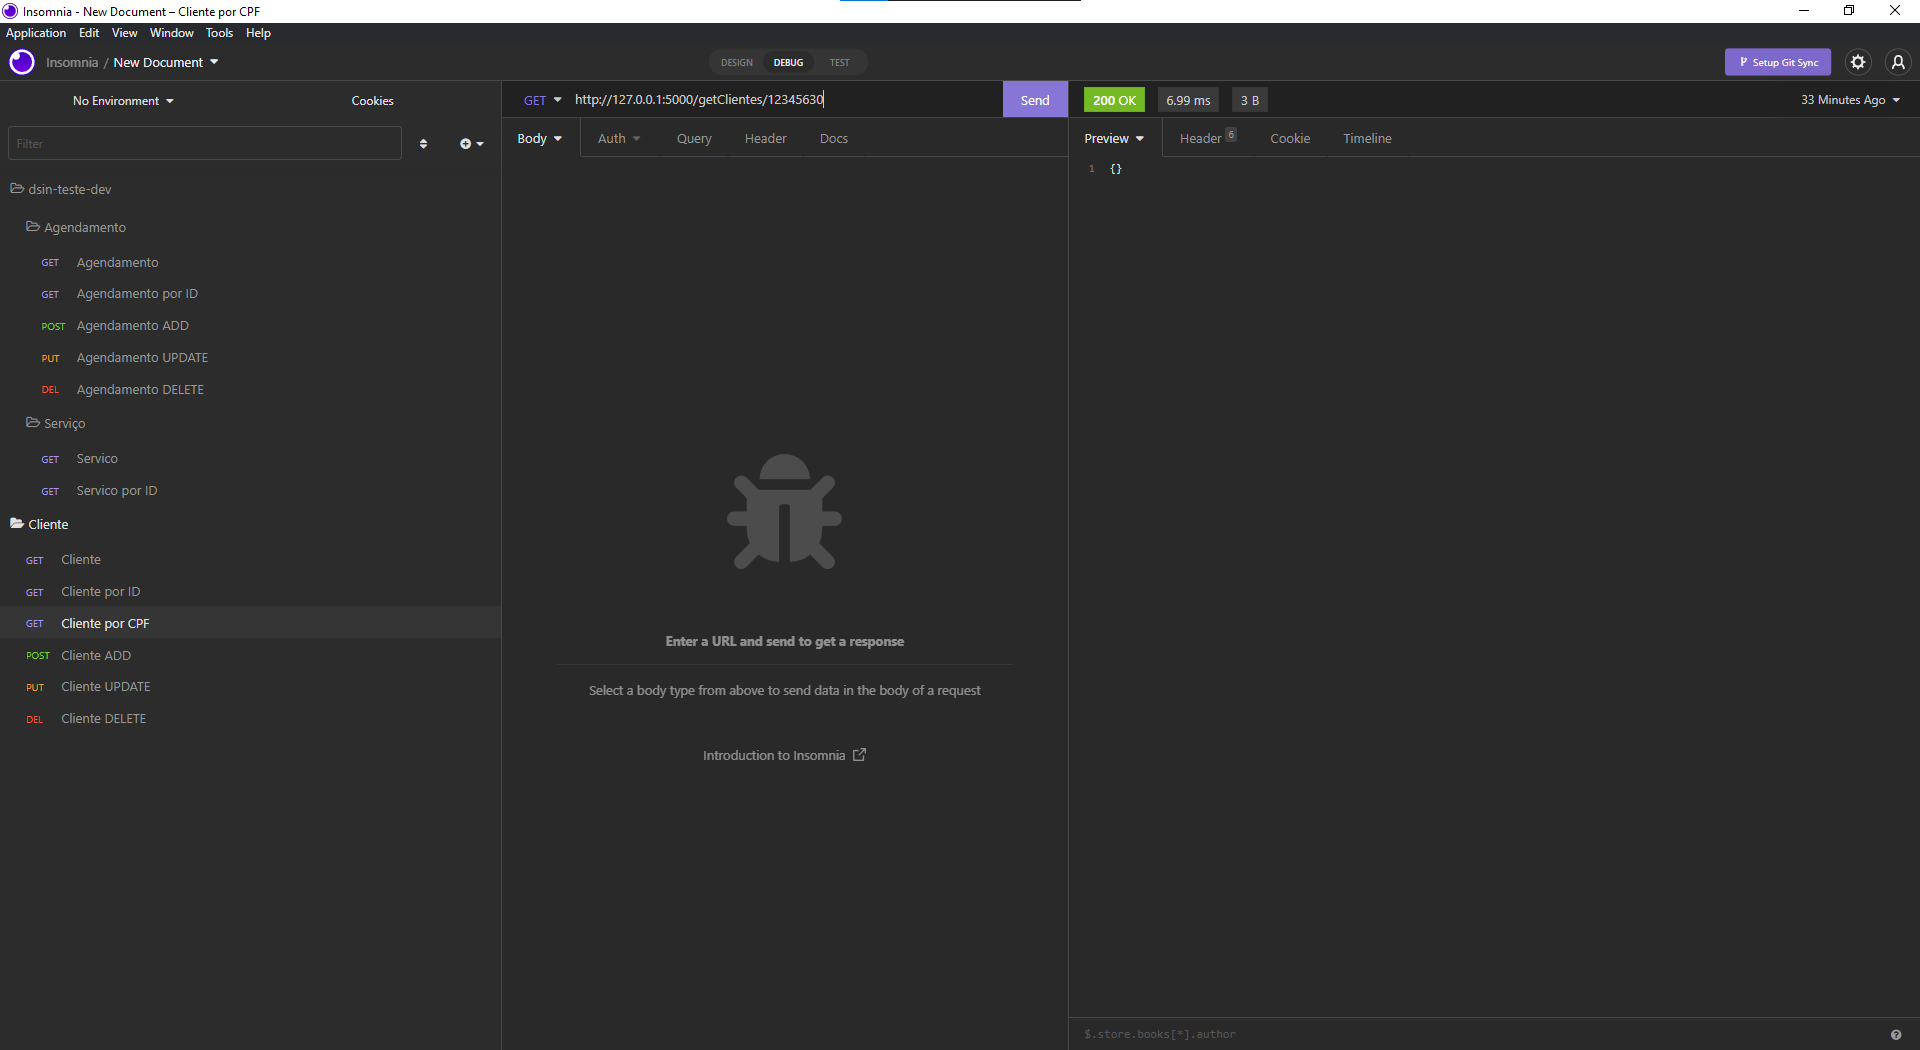 Insomnia - New Document – Cliente por CPF
Application Edit View Window Tools Help
Insomnia / New Document
DESIGN DEBUG TEST
Setup Git Sync
No Environment Cookies
Filter
dsin-teste-dev
Agendamento
GET Agendamento
GET Agendamento por ID
POST Agendamento ADD
PUT Agendamento UPDATE
DEL Agendamento DELETE
Serviço
GET Servico
GET Servico por ID
Cliente
GET Cliente
GET Cliente por ID
GET Cliente por CPF
POST Cliente ADD
PUT Cliente UPDATE
DEL Cliente DELETE
GET http://127.0.0.1:5000/getClientes/12345630 Send
Body Auth Query Header Docs
Enter a URL and send to get a response
Select a body type from above to send data in the body of a request
Introduction to Insomnia
200 OK 6.99 ms 3 B 33 Minutes Ago
Preview Header 6 Cookie Timeline
1 {}
$.store.books[*].author